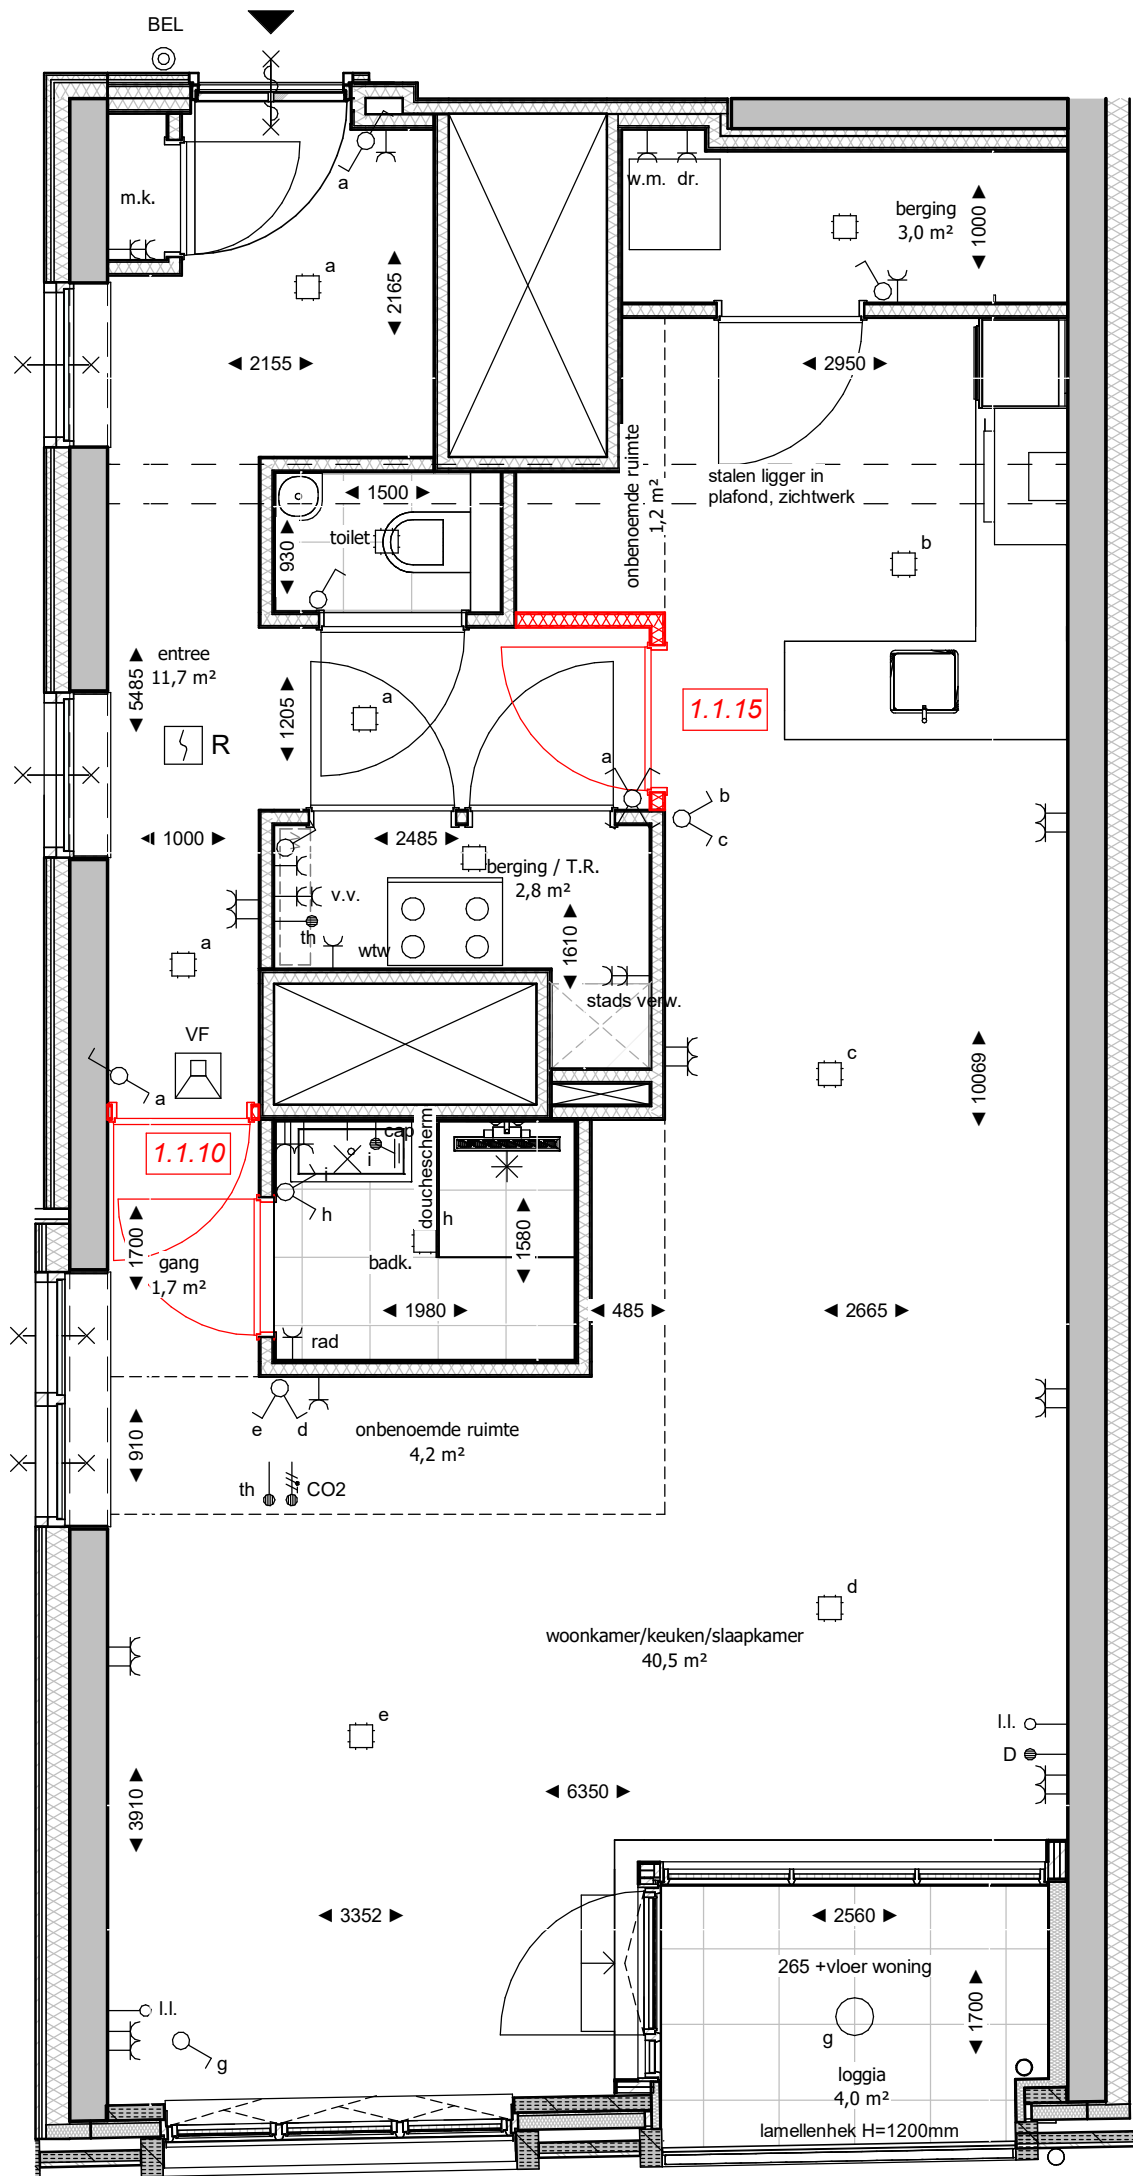 BEL
m.k.
a
w.m. dr.
berging
3,0 m²
1000
a
2165
2155
2950
onbenoemde ruimte
1,2 m²
stalen ligger in
plafond, zichtwerk
1500
toilet
930
b
entree
11,7 m²
5485
1205
a
R
1.1.15
a
b
c
1000
2485
berging / T.R.
2,8 m²
v.v.
th
wtw
1610
stads verw.
a
VF
a
c
10069
1.1.10
douchescherm
cap
i
i
h
h
1580
1700
gang
1,7 m²
badk.
1980
485
2665
rad
e
d
910
onbenoemde ruimte
4,2 m²
th
CO2
d
woonkamer/keuken/slaapkamer
40,5 m²
e
l.l.
D
3910
6350
3352
2560
265 +vloer woning
1700
l.l.
g
g
loggia
4,0 m²
lamellenhek H=1200mm